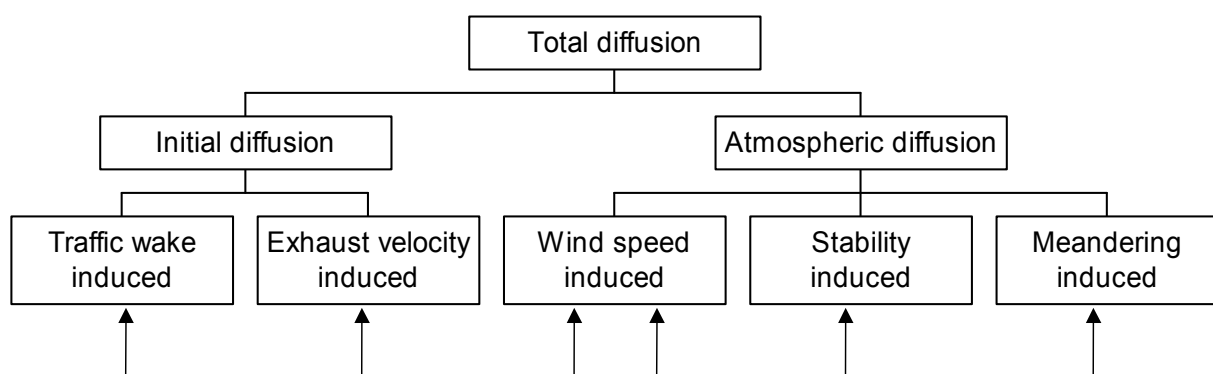 Total diffusion
Initial diffusion
Atmospheric diffusion
Traffic wake
induced
Exhaust velocity
induced
Wind speed
induced
Stability
induced
Meandering
induced